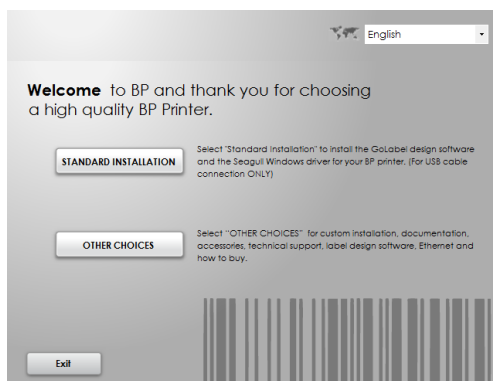 English
Welcome to BP and thank you for choosing
a high quality BP Printer.
STANDARD INSTALLATION
Select 'Standard Installation' to install the GoLabel design software
and the Seagull Windows driver for your BP printer. (For USB cable
connection ONLY)
OTHER CHOICES
Select "OTHER CHOICES" for custom installation, documentation,
accessories, technical support, label design software, Ethernet and
how to buy.
Exit